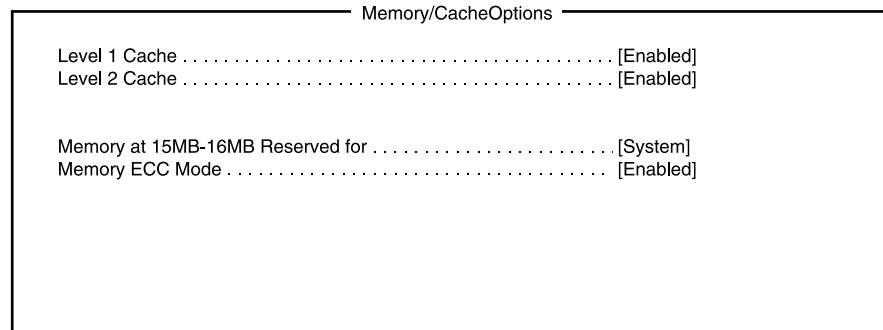 Memory/CacheOptions
Level 1 Cache . . . . . . . . . . . . . . . . . . . . . . . . . . . . . . . . . . . . . . . . . . . [Enabled]
Level 2 Cache . . . . . . . . . . . . . . . . . . . . . . . . . . . . . . . . . . . . . . . . . . . [Enabled]
Memory at 15MB-16MB Reserved for . . . . . . . . . . . . . . . . . . . . . . . . [System]
Memory ECC Mode . . . . . . . . . . . . . . . . . . . . . . . . . . . . . . . . . . . . . . [Enabled]